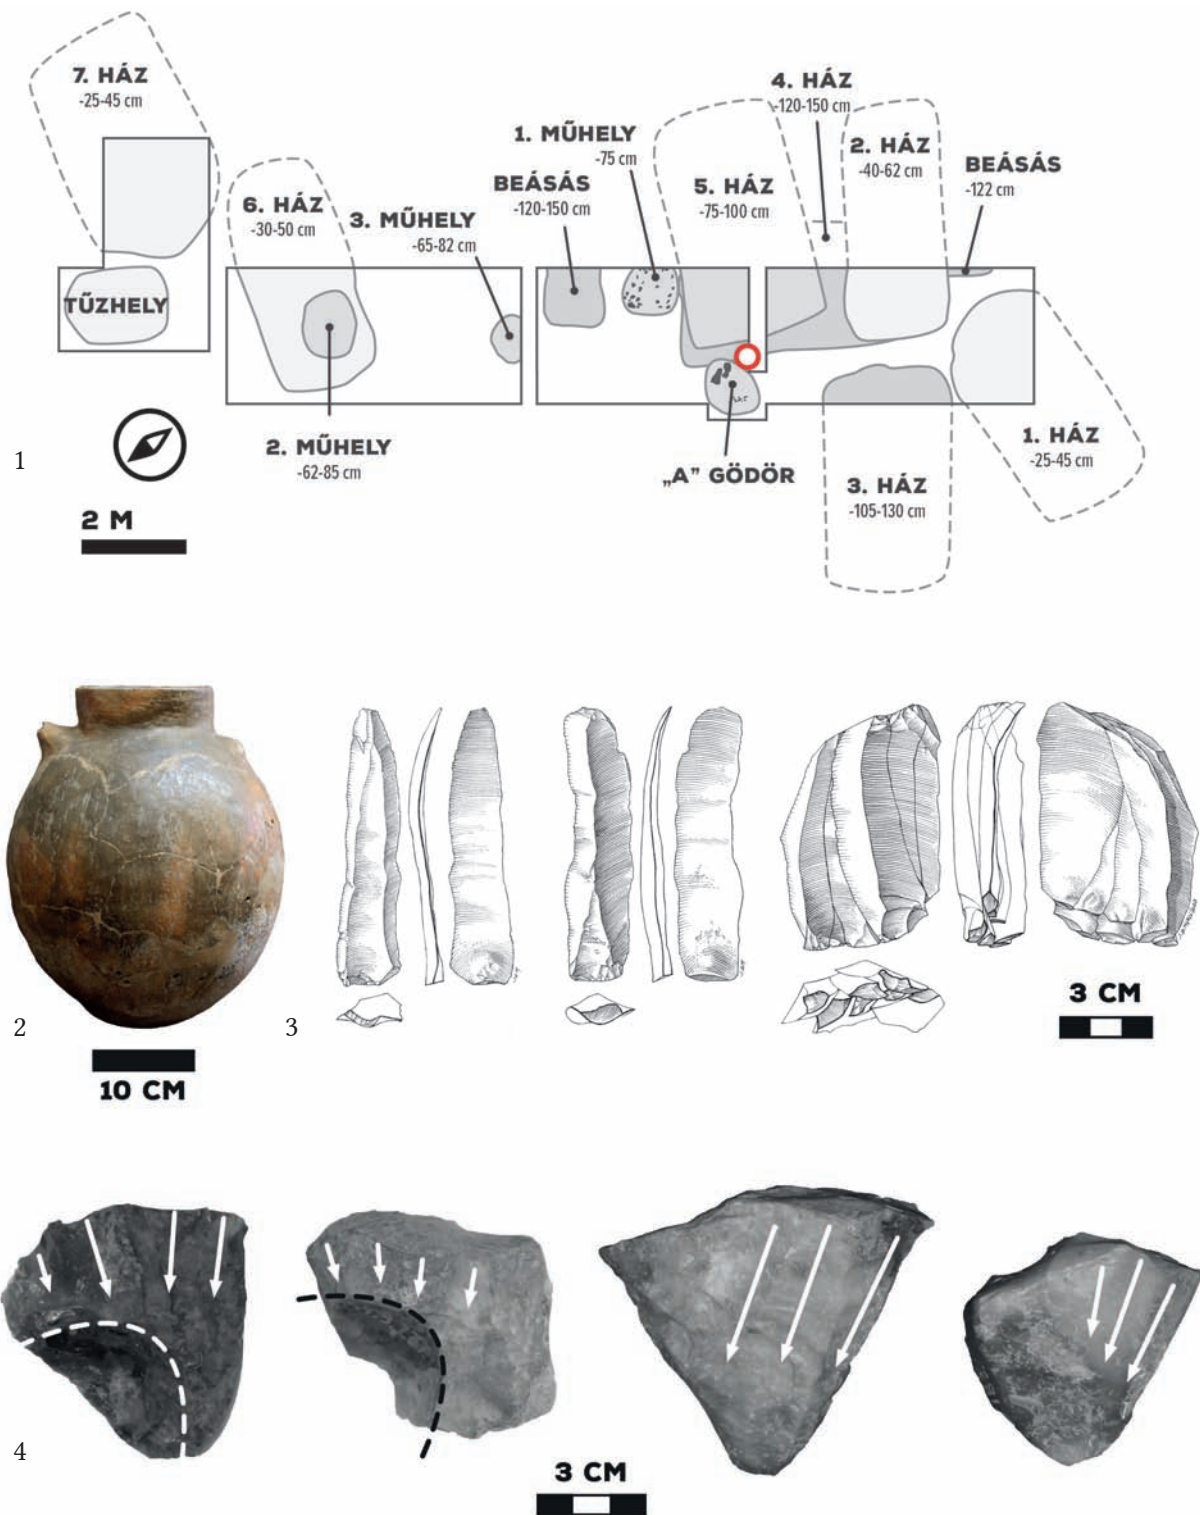 7. HÁZ
-25-45 cm
4. HÁZ
-120-150 cm
1. MŰHELY
-75 cm
2. HÁZ
-40-62 cm
BEÁSÁS
-122 cm
BEÁSÁS
-120-150 cm
5. HÁZ
-75-100 cm
6. HÁZ
-30-50 cm
3. MŰHELY
-65-82 cm
TŰZHELY
2. MŰHELY
-62-85 cm
„A” GÖDÖR
1. HÁZ
-25-45 cm
3. HÁZ
-105-130 cm
1
2 M
2
10 CM
3
3 CM
4
3 CM